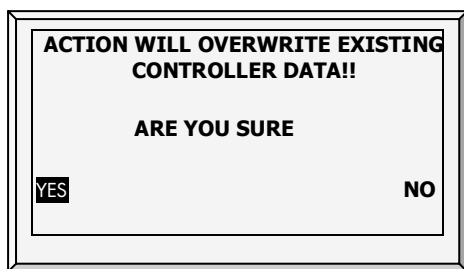 ACTION WILL OVERWRITE EXISTING
CONTROLLER DATA!!
ARE YOU SURE
YES NO